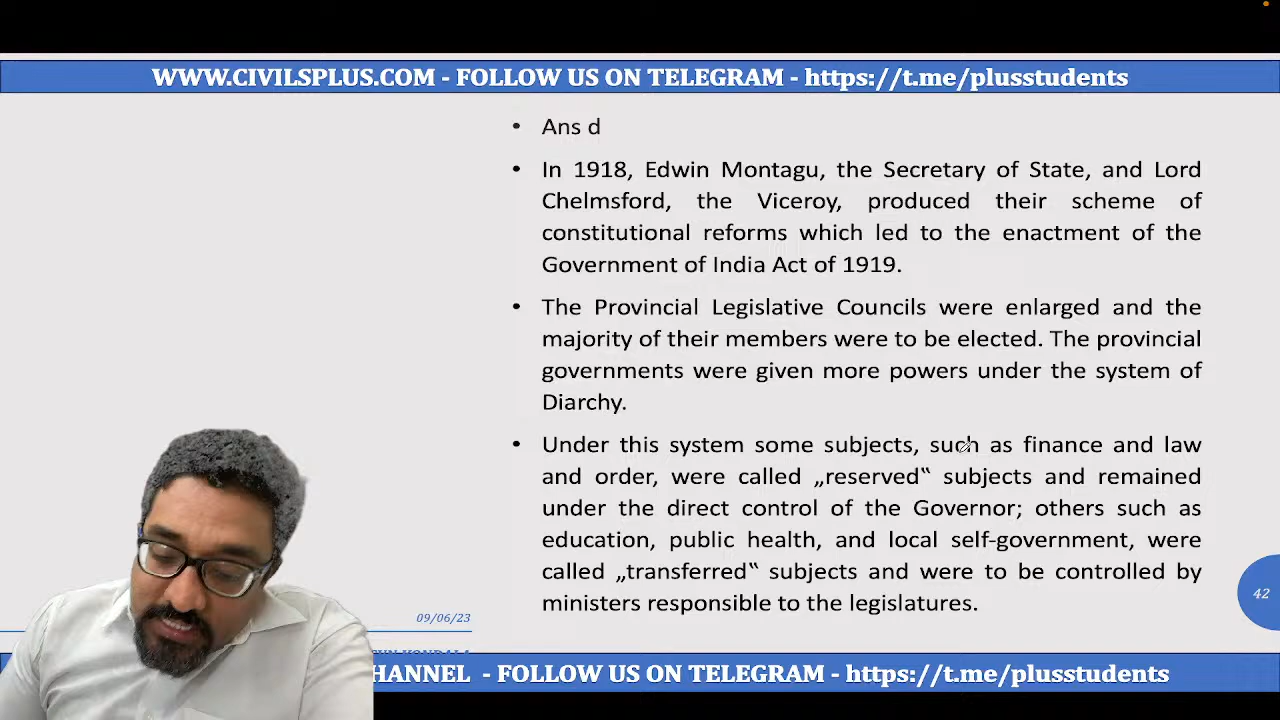 WWW.CIVILSPLUS.COM - FOLLOW US ON TELEGRAM - https://t.me/plusstudents
• Ans d
• In 1918, Edwin Montagu, the Secretary of State, and Lord
Chelmsford, the Viceroy, produced their scheme of
constitutional reforms which led to the enactment of the
Government of India Act of 1919.
• The Provincial Legislative Councils were enlarged and the
majority of their members were to be elected. The provincial
governments were given more powers under the system of
Diarchy.
• Under this system some subjects, such as finance and law
and order, were called „reserved‟ subjects and remained
under the direct control of the Governor; others such as
education, public health, and local self-government, were
called „transferred‟ subjects and were to be controlled by
ministers responsible to the legislatures.
42
09/06/23
HANNEL - FOLLOW US ON TELEGRAM - https://t.me/plusstudents